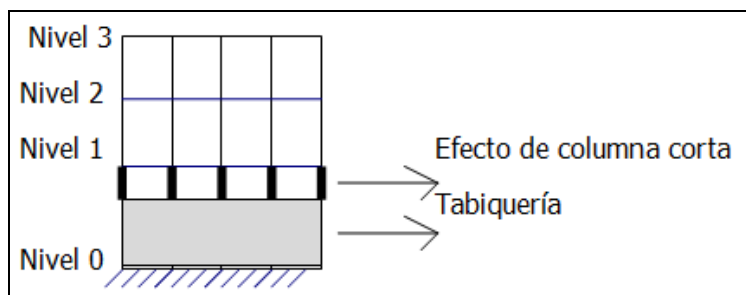 Nivel 3
Nivel 2
Nivel 1
Efecto de columna corta
Tabiquería
Nivel 0